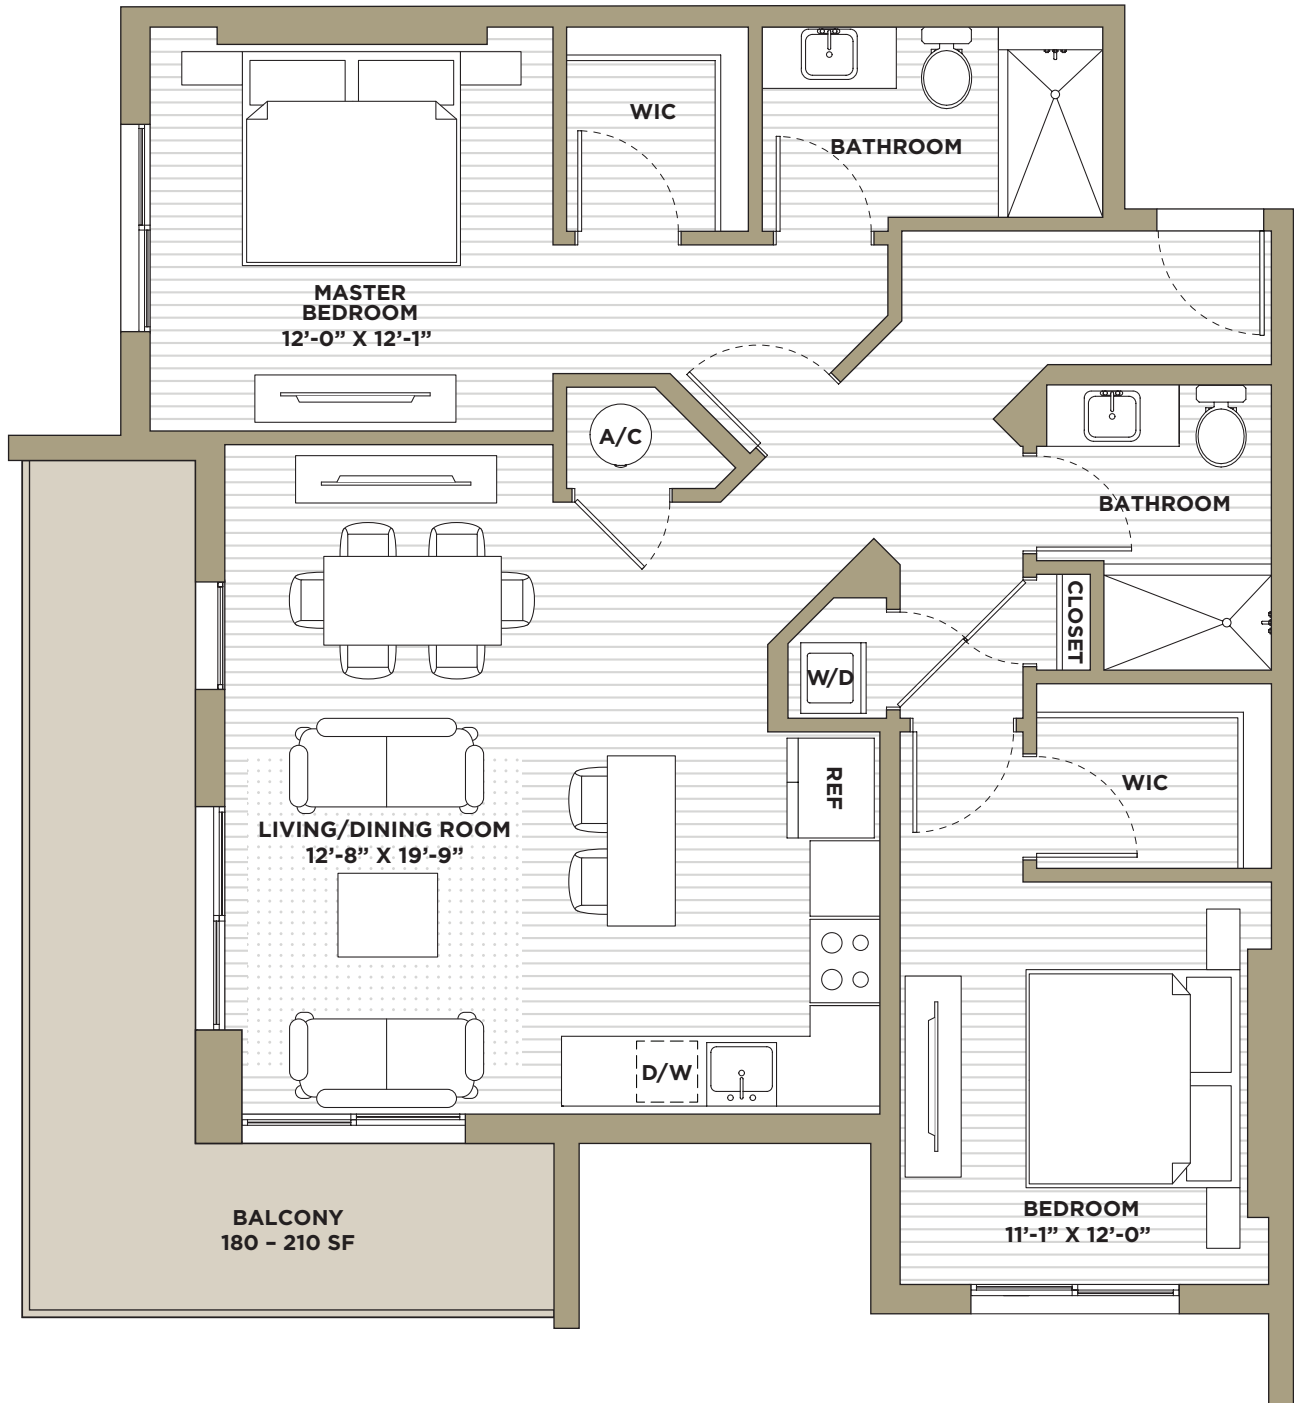 WIC
BATHROOM
MASTER
BEDROOM
12’-0” X 12’-1”
A/C
BATHROOM
CLOSET
W/D
WIC
REF
LIVING/DINING ROOM
12’-8” X 19’-9”
D/W
BEDROOM
11’-1” X 12’-0”
BALCONY
180 – 210 SF